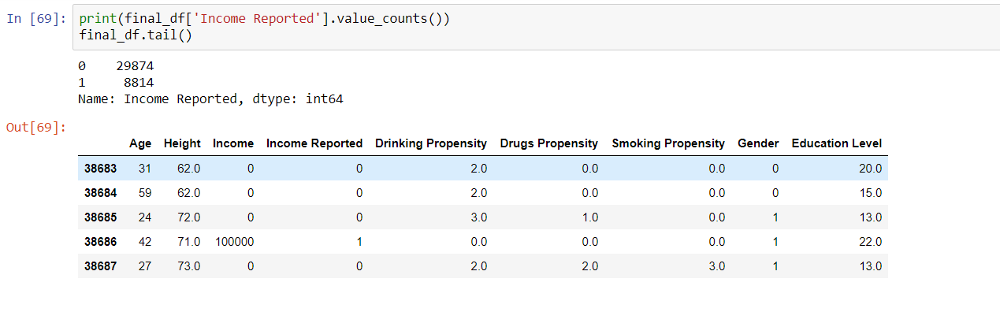 In [69]: print(final_df['Income Reported'].value_counts())
final_df.tail()
0    29874
1     8814
Name: Income Reported, dtype: int64
Out[69]:
Age Height Income Income Reported Drinking Propensity Drugs Propensity Smoking Propensity Gender Education Level
38683 31 62.0 0 0 2.0 0.0 0.0 0 20.0
38684 59 62.0 0 0 2.0 0.0 0.0 0 15.0
38685 24 72.0 0 0 3.0 1.0 0.0 1 13.0
38686 42 71.0 100000 1 0.0 0.0 0.0 1 22.0
38687 27 73.0 0 0 2.0 2.0 3.0 1 13.0